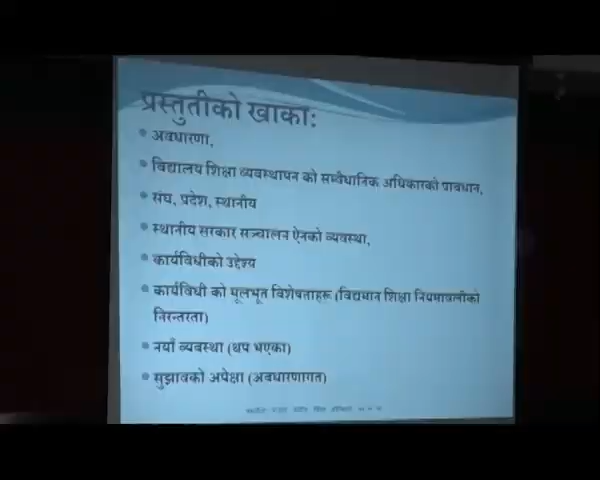 प्रस्तुतीको खाका:
अवधारणा,
विद्यालय शिक्षा व्यवस्थापन को सम्वैधानिक अधिकारको प्रावधान,
संघ, प्रदेश, स्थानीय
स्थानीय सरकार सञ्चालन ऐनको व्यवस्था,
कार्यविधीको उद्देश्य
कार्यविधी को मूलभूत विशेषताहरू (विद्यमान शिक्षा नियमावलीको
निरन्तरता)
नयाँ व्यवस्था (थप भएका)
सुझावको अपेक्षा (अवधारणागत)